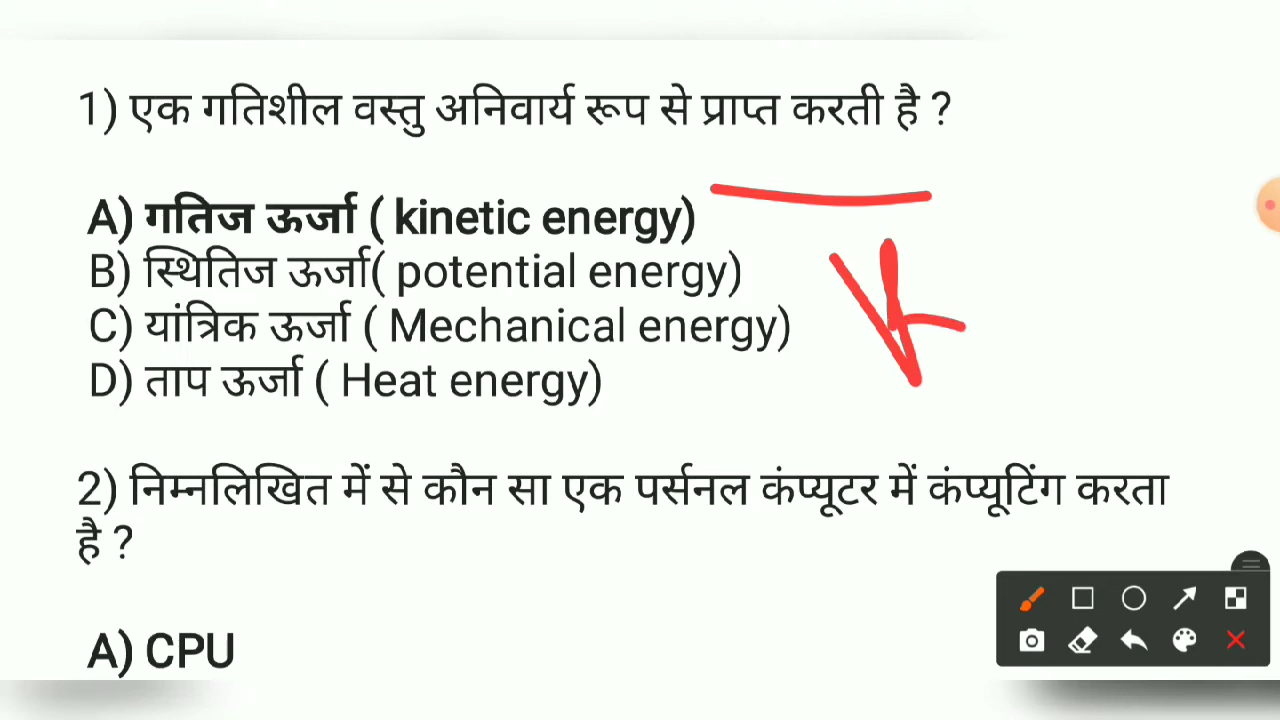 1) एक गतिशील वस्तु अनिवार्य रूप से प्राप्त करती है ?
A) गतिज ऊर्जा ( kinetic energy)
B) स्थितिज ऊर्जा( potential energy)
C) यांत्रिक ऊर्जा ( Mechanical energy)
D) ताप ऊर्जा ( Heat energy)
2) निम्नलिखित में से कौन सा एक पर्सनल कंप्यूटर में कंप्यूटिंग करता
है ?
A) CPU